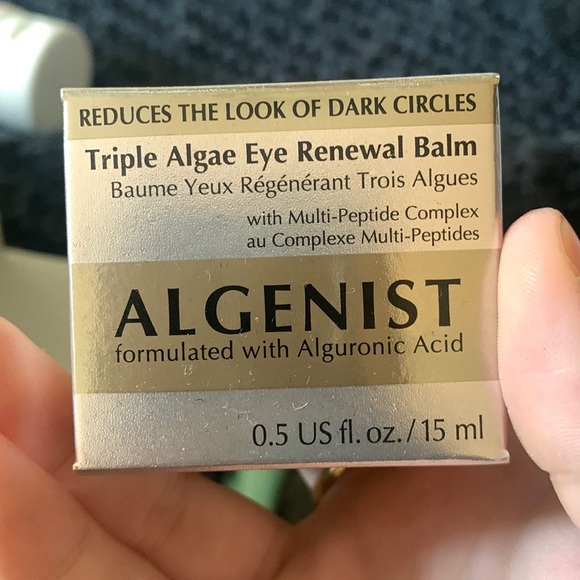 REDUCES THE LOOK OF DARK CIRCLES
Triple Algae Eye Renewal Balm
Baume Yeux Régénérant Trois Algues
with Multi-Peptide Complex
au Complexe Multi-Peptides
ALGENIST
formulated with Alguronic Acid
0.5 US fl. oz./15 ml